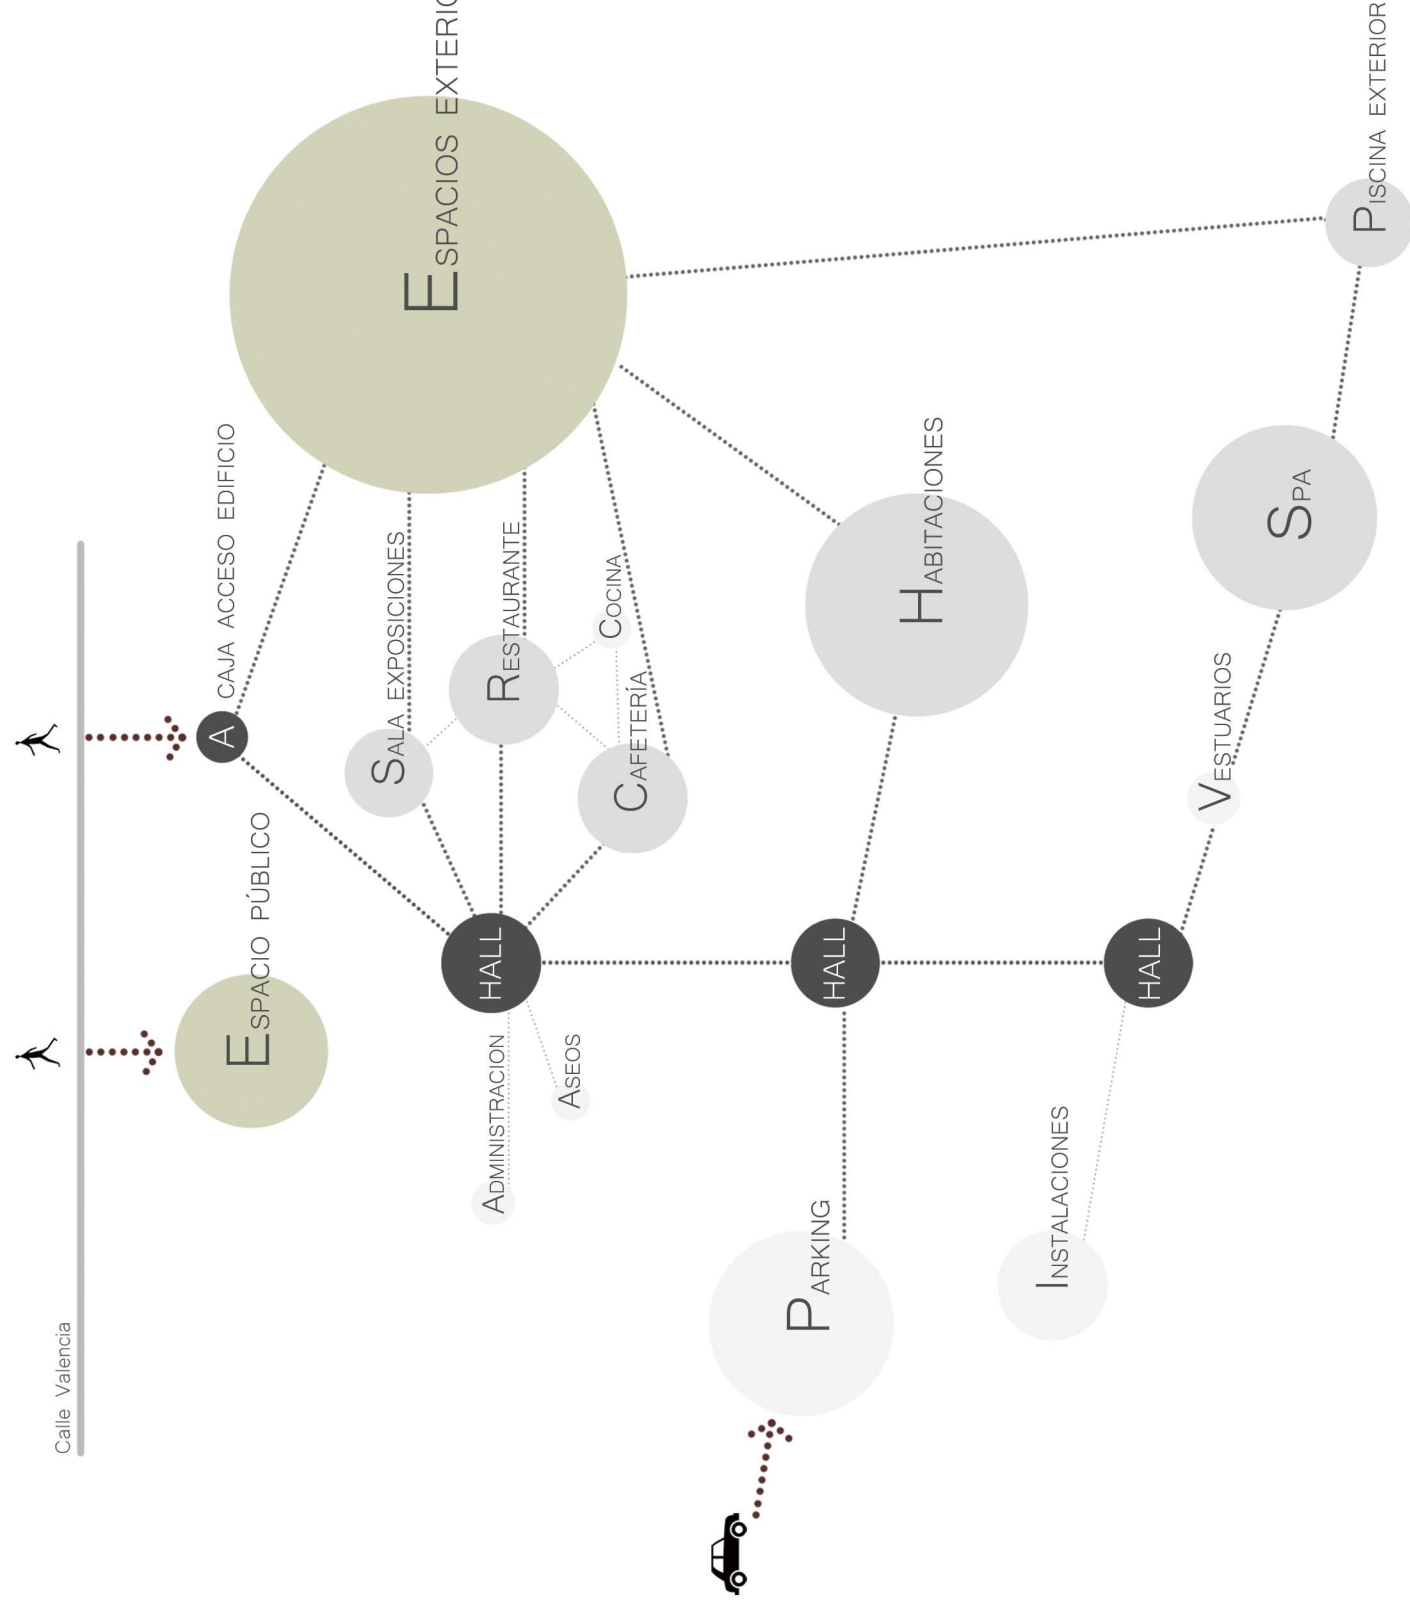 Calle Valencia
ESPACIO PÚBLICO
A
CAJA ACCESO EDIFICIO
ESPACIOS EXTERIO
SALA EXPOSICIONES
RESTAURANTE
COCINA
CAFETERÍA
HALL
ADMINISTRACION
ASEOS
PARKING
HALL
HABITACIONES
INSTALACIONES
HALL
VESTUARIOS
SPA
PISCINA EXTERIOR